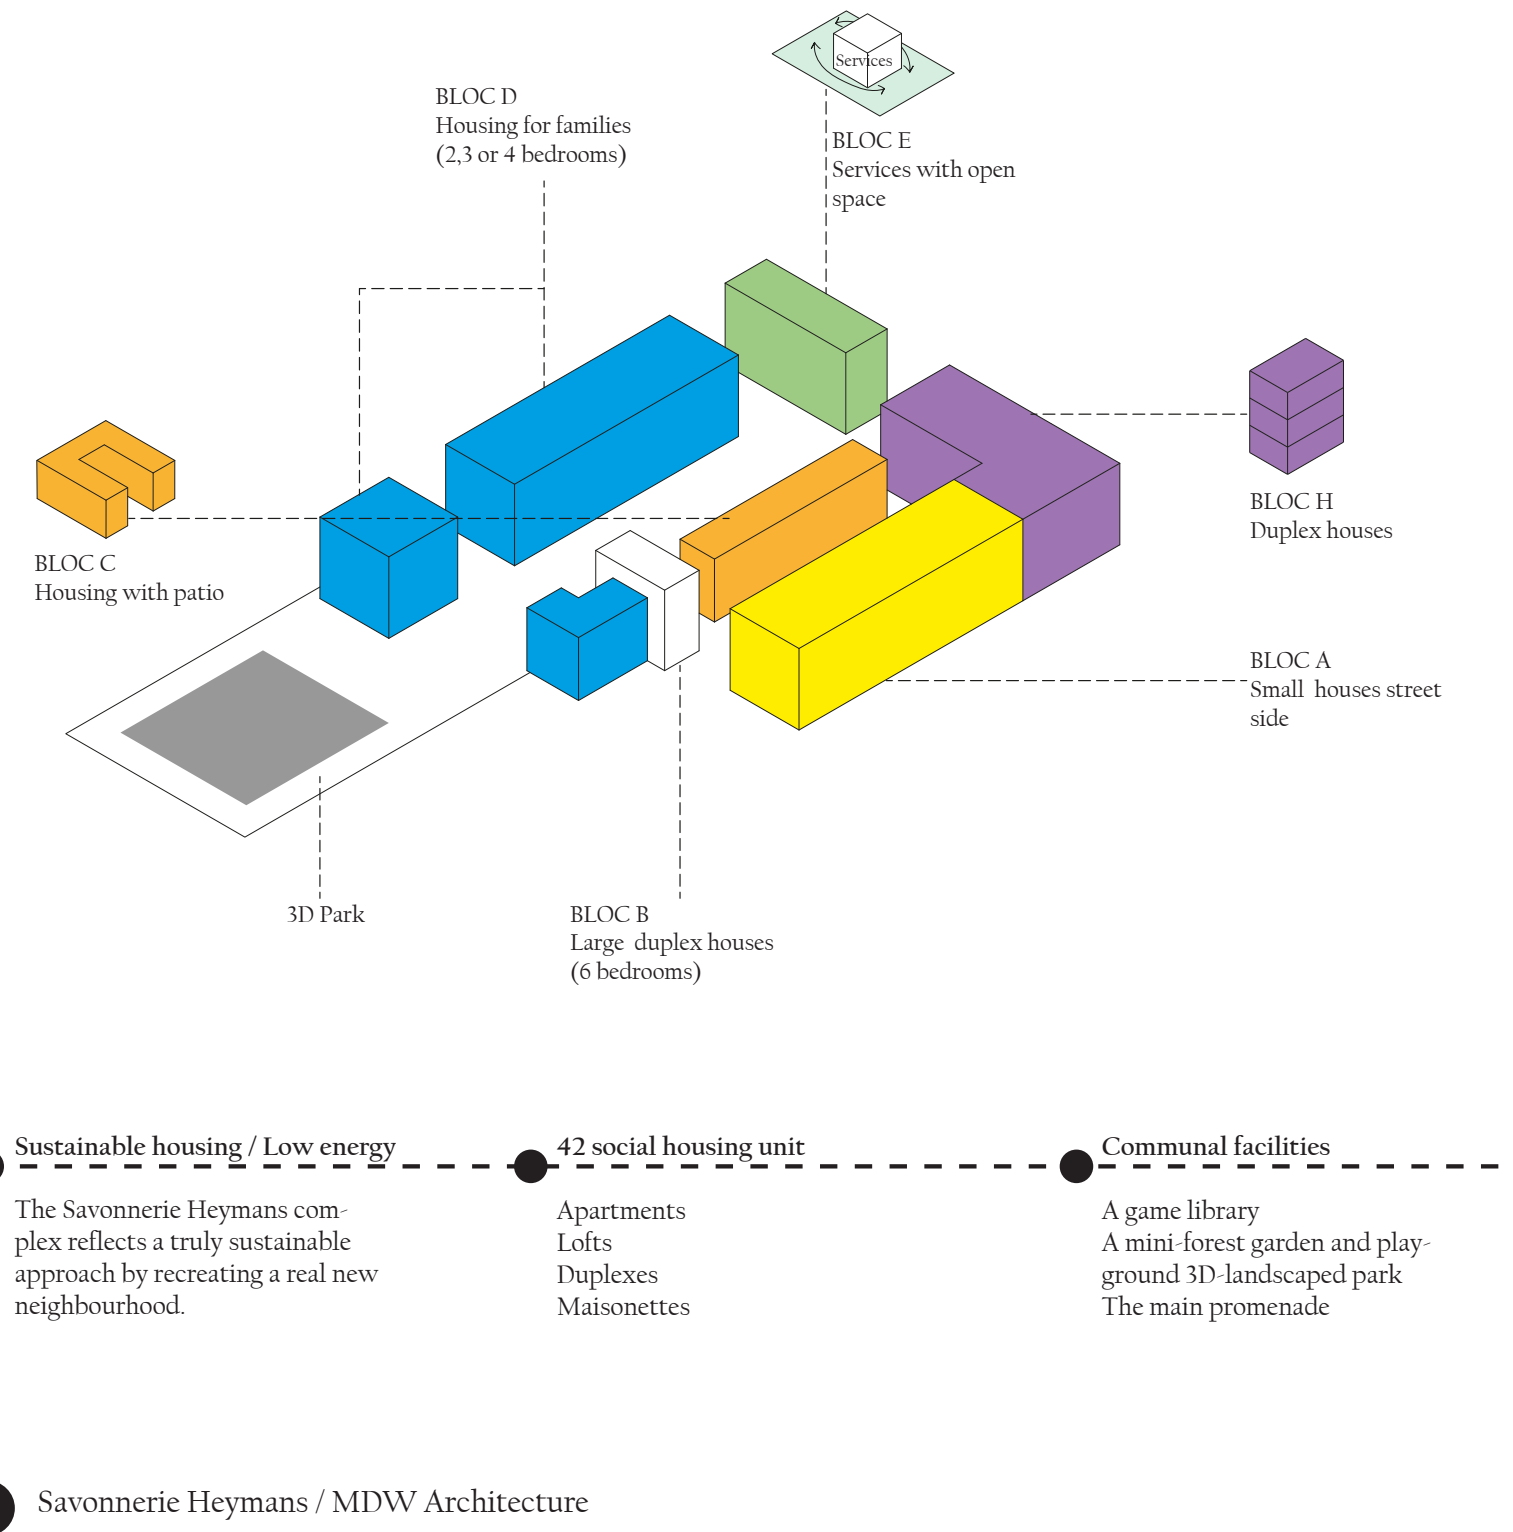 Services
BLOC D
Housing for families
(2,3 or 4 bedrooms)
BLOC E
Services with open
space
BLOC H
Duplex houses
BLOC C
Housing with patio
BLOC A
Small  houses street
side
3D Park
BLOC B
Large  duplex houses
(6 bedrooms)
Sustainable housing / Low energy
The Savonnerie Heymans com-
plex reflects a truly sustainable
approach by recreating a real new
neighbourhood.
42 social housing unit
Apartments
Lofts
Duplexes
Maisonettes
Communal facilities
A game library
A mini-forest garden and play-
ground 3D-landscaped park
The main promenade
Savonnerie Heymans / MDW Architecture